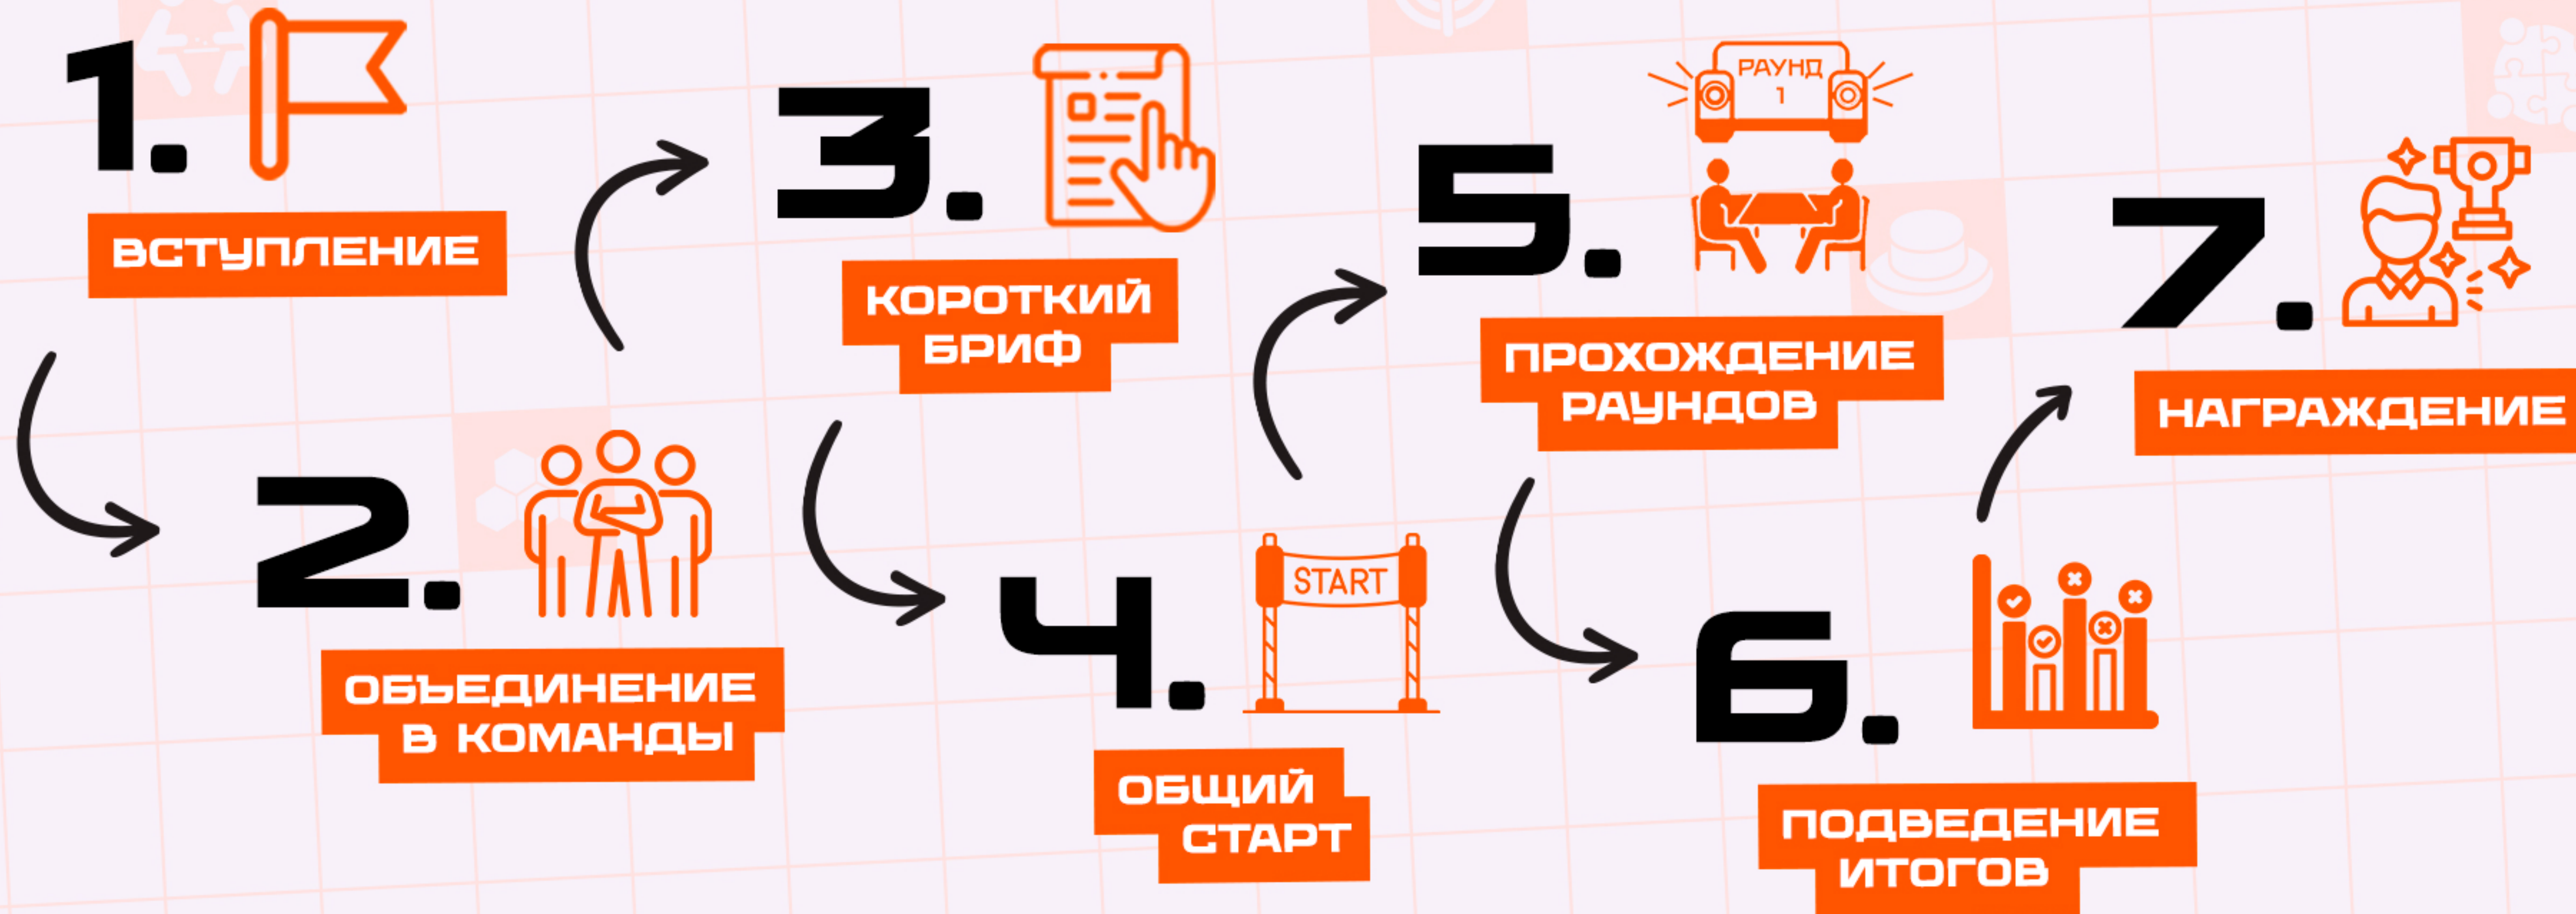 1.
ВСТУПЛЕНИЕ
2.
ОБЪЕДИНЕНИЕ
В КОМАНДЫ
3.
КОРОТКИЙ
БРИФ
4.
START
ОБЩИЙ
СТАРТ
5.
РАУНД
1
ПРОХОЖДЕНИЕ
РАУНДОВ
6.
ПОДВЕДЕНИЕ
ИТОГОВ
7.
НАГРАЖДЕНИЕ